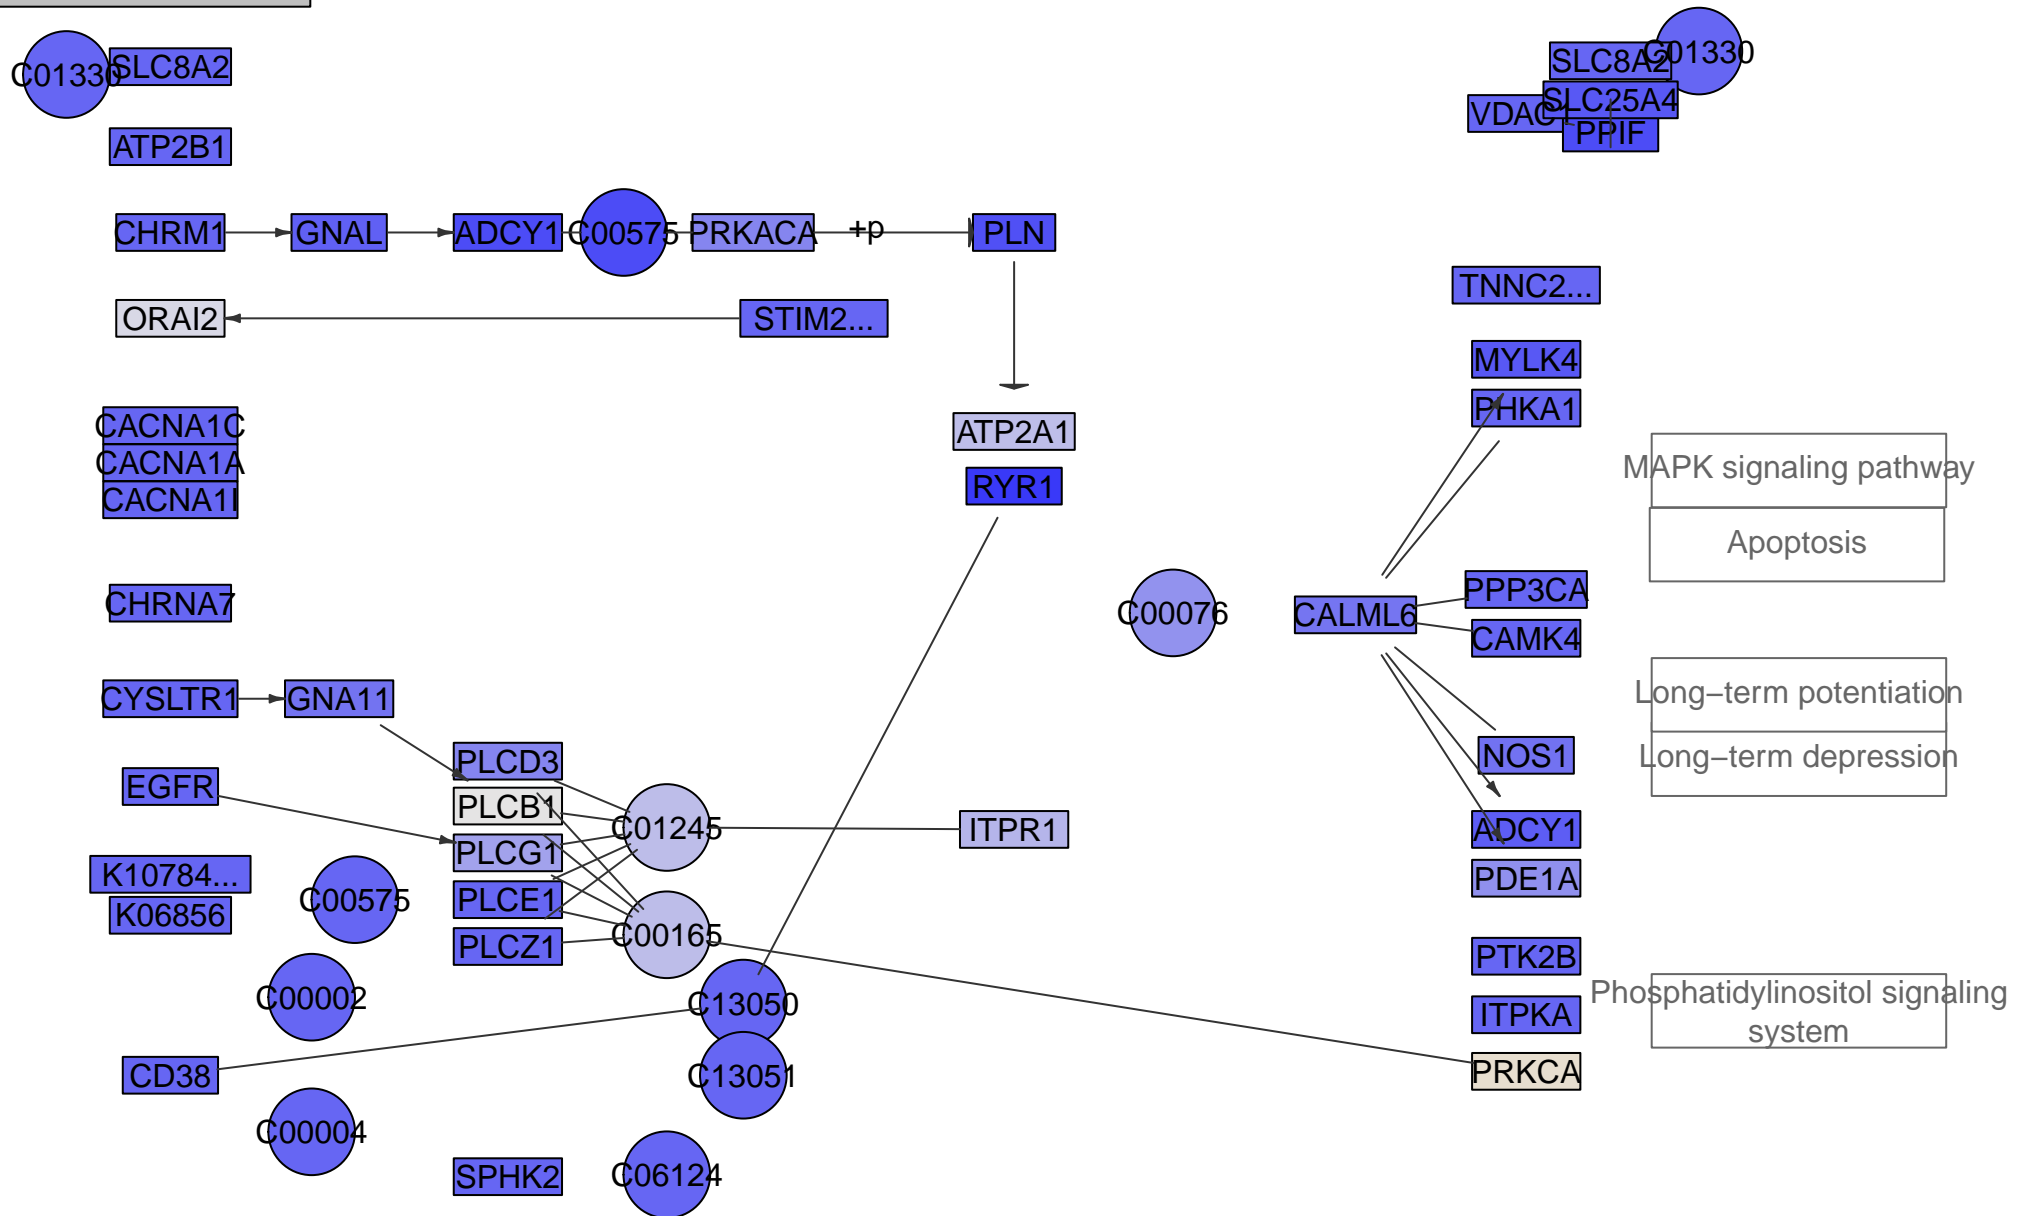 C01330
SLC8A2
SLC8A2
C01330
SLC25A4
VDAC1
PPIF
ATP2B1
CHRM1
GNAL
ADCY1
C00575
PRKACA
+p
PLN
TNNC2...
ORAI2
STIM2...
MYLK4
PHKA1
CACNA1C
CACNA1A
CACNA1I
ATP2A1
RYR1
MAPK signaling pathway
Apoptosis
CHRNA7
C00076
CALML6
PPP3CA
CAMK4
CYSLTR1
GNA11
Long–term potentiation
Long–term depression
PLCD3
NOS1
EGFR
PLCB1
C01245
ITPR1
ADCY1
PLCG1
PDE1A
K10784...
K06856
C00575
PLCE1
PLCZ1
C00165
PTK2B
C00002
C13050
ITPKA
Phosphatidylinositol signaling
system
CD38
C13051
PRKCA
C00004
SPHK2
C06124